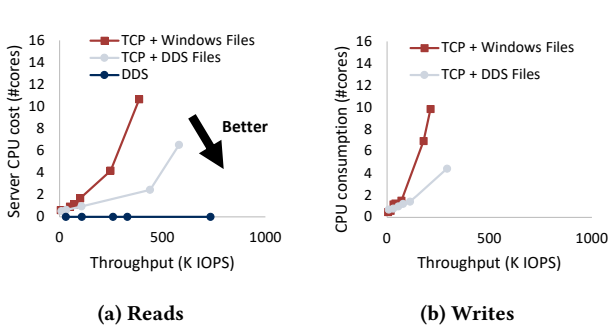 Server CPU cost (#cores)
16
14
12
10
8
6
4
2
0
TCP + Windows Files
TCP + DDS Files
DDS
Better
0
500
1000
Throughput (K IOPS)
(a) Reads
CPU consumption (#cores)
16
14
12
10
8
6
4
2
0
TCP + Windows Files
TCP + DDS Files
0
500
1000
Throughput (K IOPS)
(b) Writes